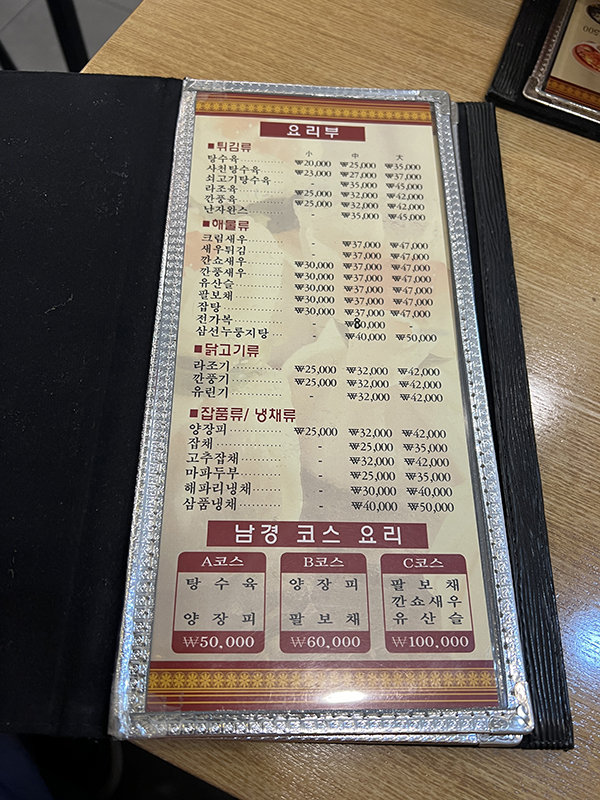 요리부
■튀김류 小 中 大
탕수육 ₩20,000 ₩25,000 ₩35,000
사천탕수육 ₩23,000 ₩27,000 ₩37,000
쇠고기탕수육 - ₩35,000 ₩45,000
라조육 ₩25,000 ₩32,000 ₩42,000
깐풍육 ₩25,000 ₩32,000 ₩42,000
난자완스 - ₩35,000 ₩45,000
■해물류
크림새우 - ₩37,000 ₩47,000
새우튀김 - ₩37,000 ₩47,000
깐쇼새우 ₩30,000 ₩37,000 ₩47,000
깐풍새우 ₩30,000 ₩37,000 ₩47,000
유산슬 ₩30,000 ₩37,000 ₩47,000
팔보채 ₩30,000 ₩37,000 ₩47,000
잡탕 ₩30,000 ₩37,000 ₩47,000
전가복 - ₩80,000 -
삼선누룽지탕 - ₩40,000 ₩50,000
■닭고기류
라조기 ₩25,000 ₩32,000 ₩42,000
깐풍기 ₩25,000 ₩32,000 ₩42,000
유린기 - ₩32,000 ₩42,000
■잡품류/ 냉채류
양장피 ₩25,000 ₩32,000 ₩42,000
잡채 - ₩25,000 ₩35,000
고추잡채 - ₩32,000 ₩42,000
마파두부 - ₩25,000 ₩35,000
해파리냉채 - ₩30,000 ₩40,000
삼품냉채 - ₩40,000 ₩50,000
남경 코스 요리
A코스 B코스 C코스
탕수육 양장피 팔보채
깐쇼새우
양장피 팔보채 유산슬
₩50,000 ₩60,000 ₩100,000